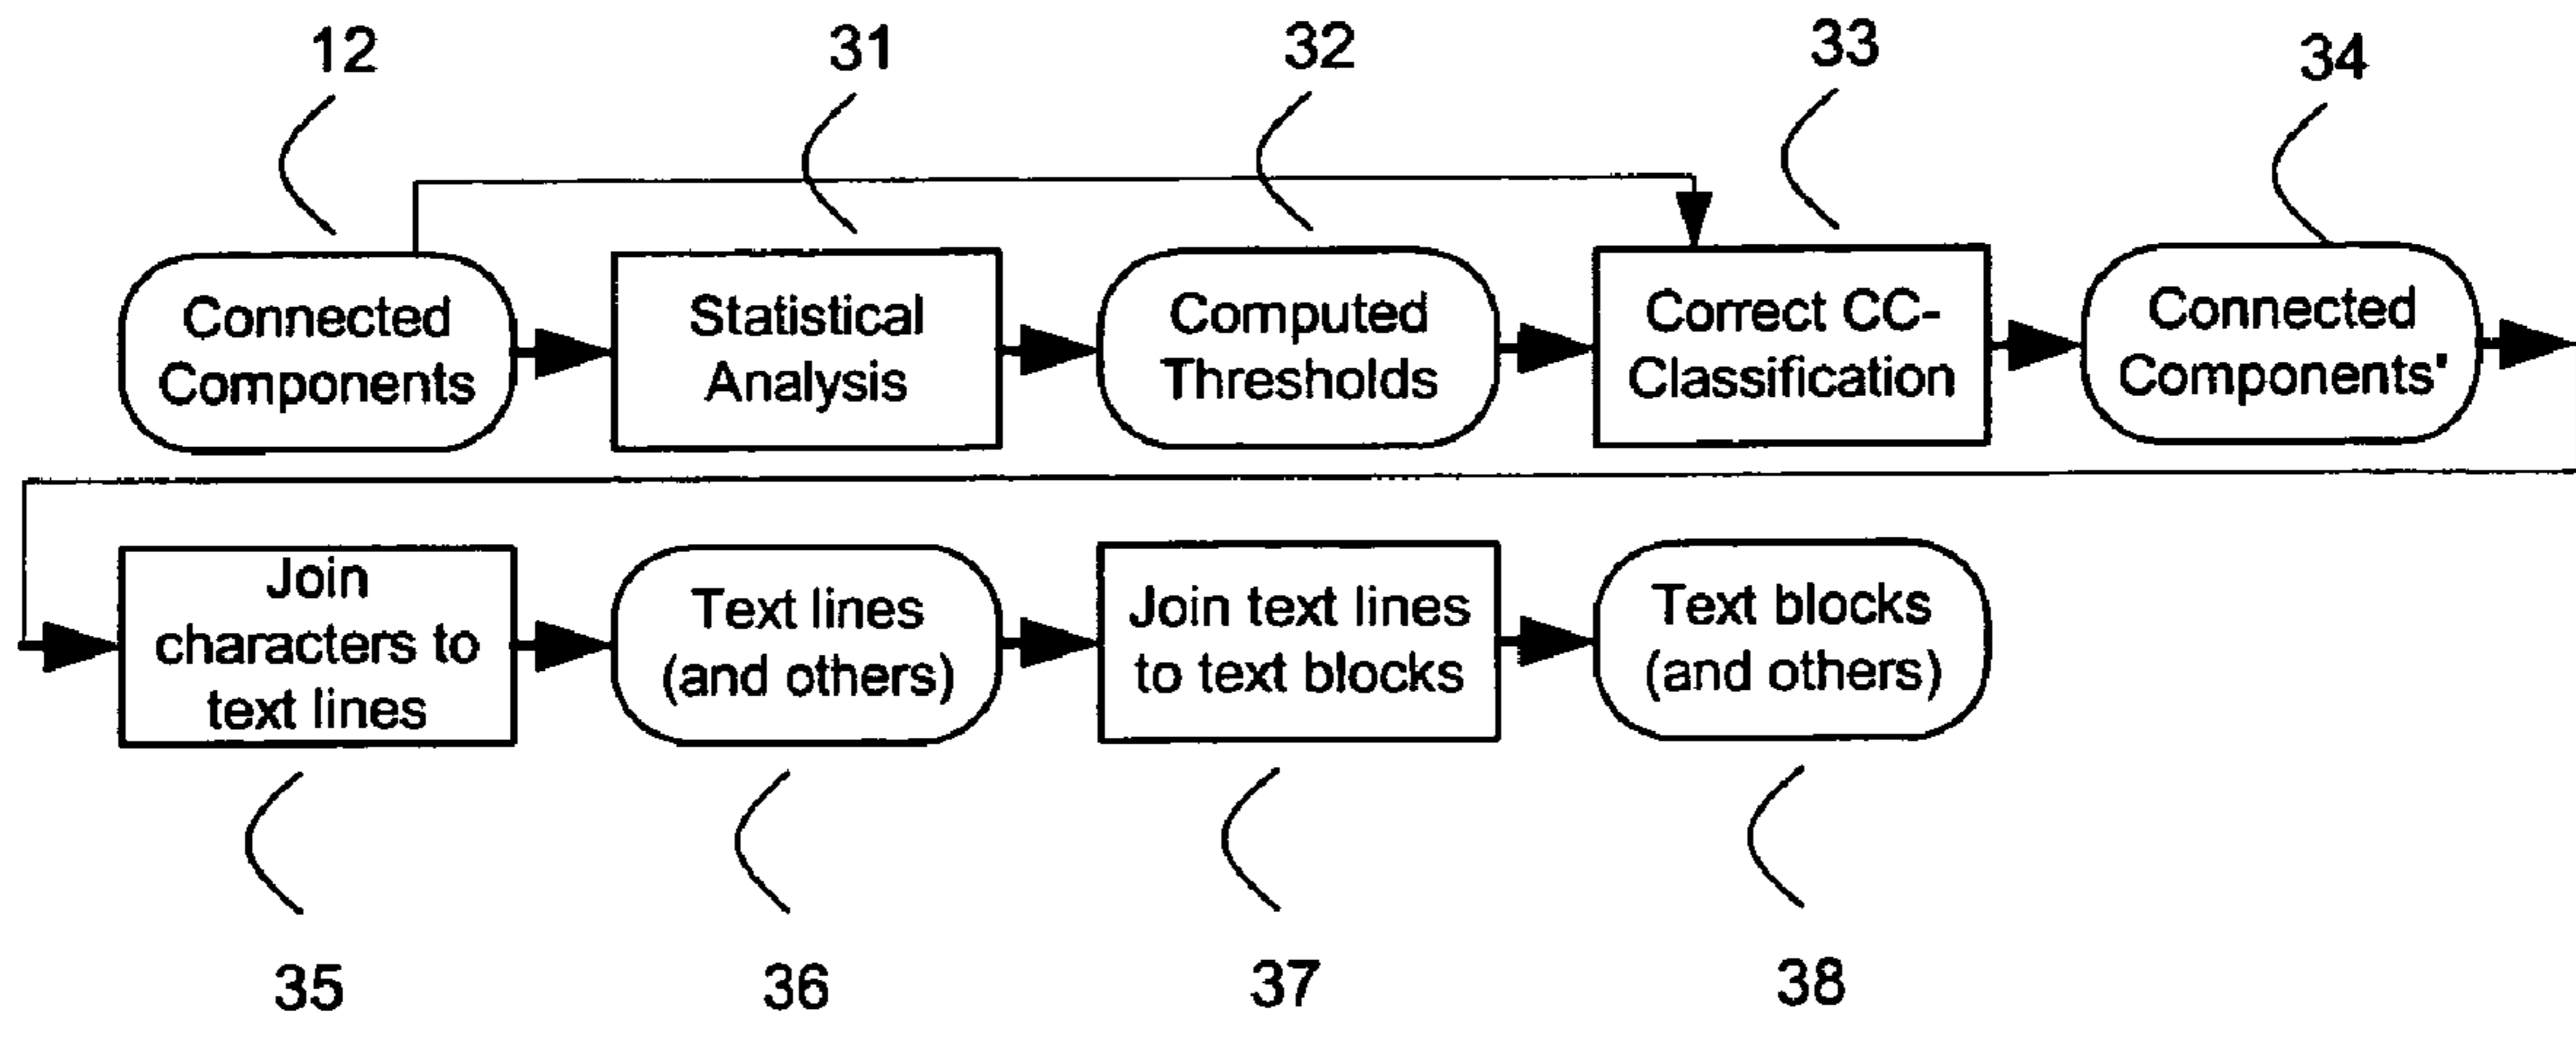 12
31
32
33
34
Connected
Components
Statistical
Analysis
Computed
Thresholds
Correct CC-
Classification
Connected
Components'
Join
characters to
text lines
Text lines
(and others)
Join text lines
to text blocks
Text blocks
(and others)
35
36
37
38